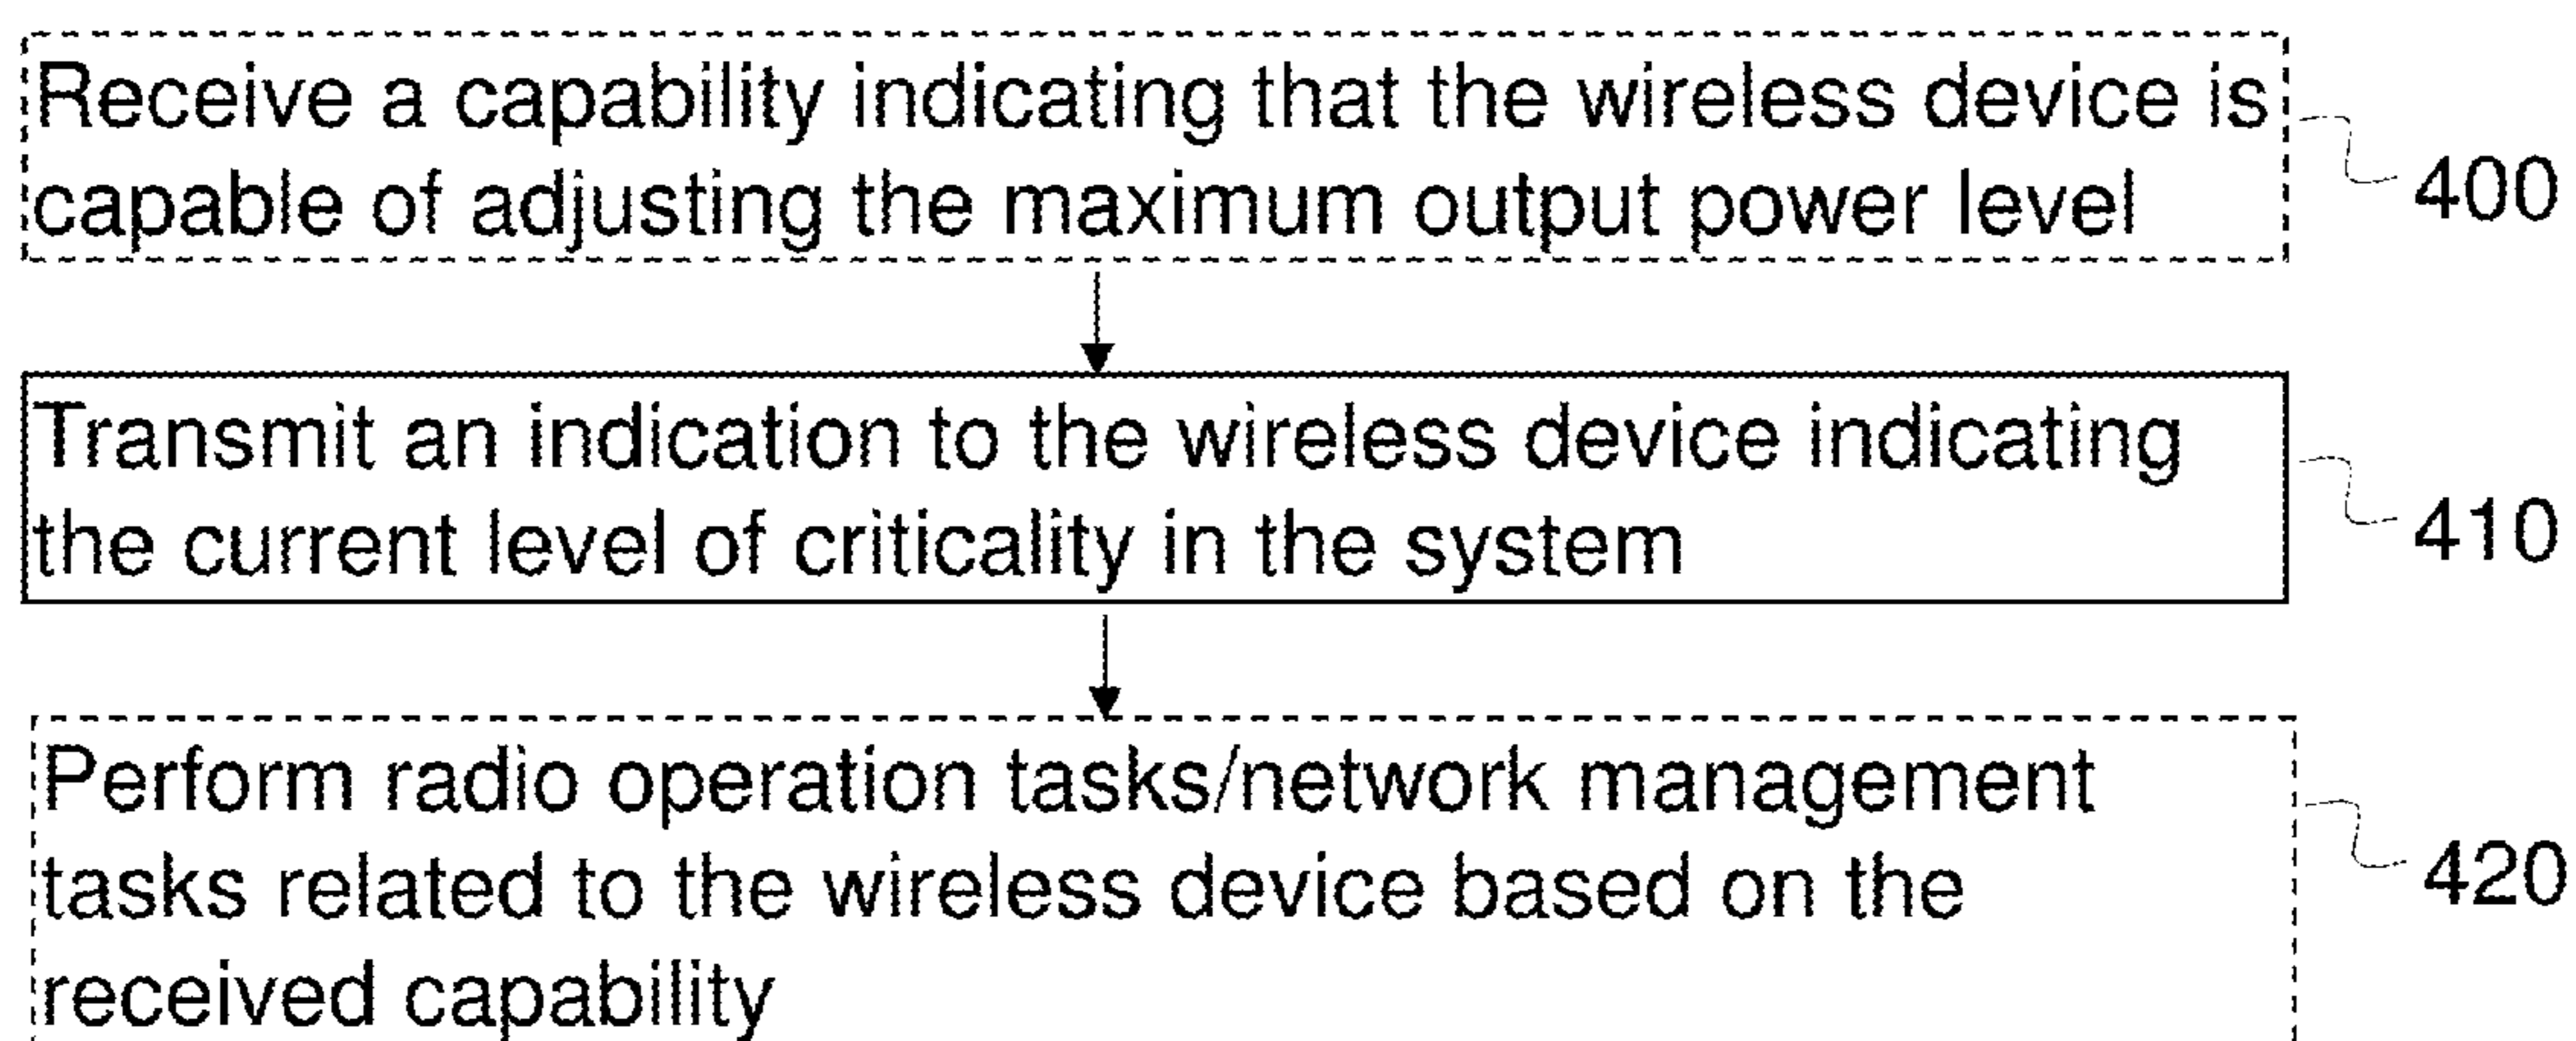 Receive a capability indicating that the wireless device is
capable of adjusting the maximum output power level
400
Transmit an indication to the wireless device indicating
the current level of criticality in the system
410
Perform radio operation tasks/network management
tasks related to the wireless device based on the
received capability
420